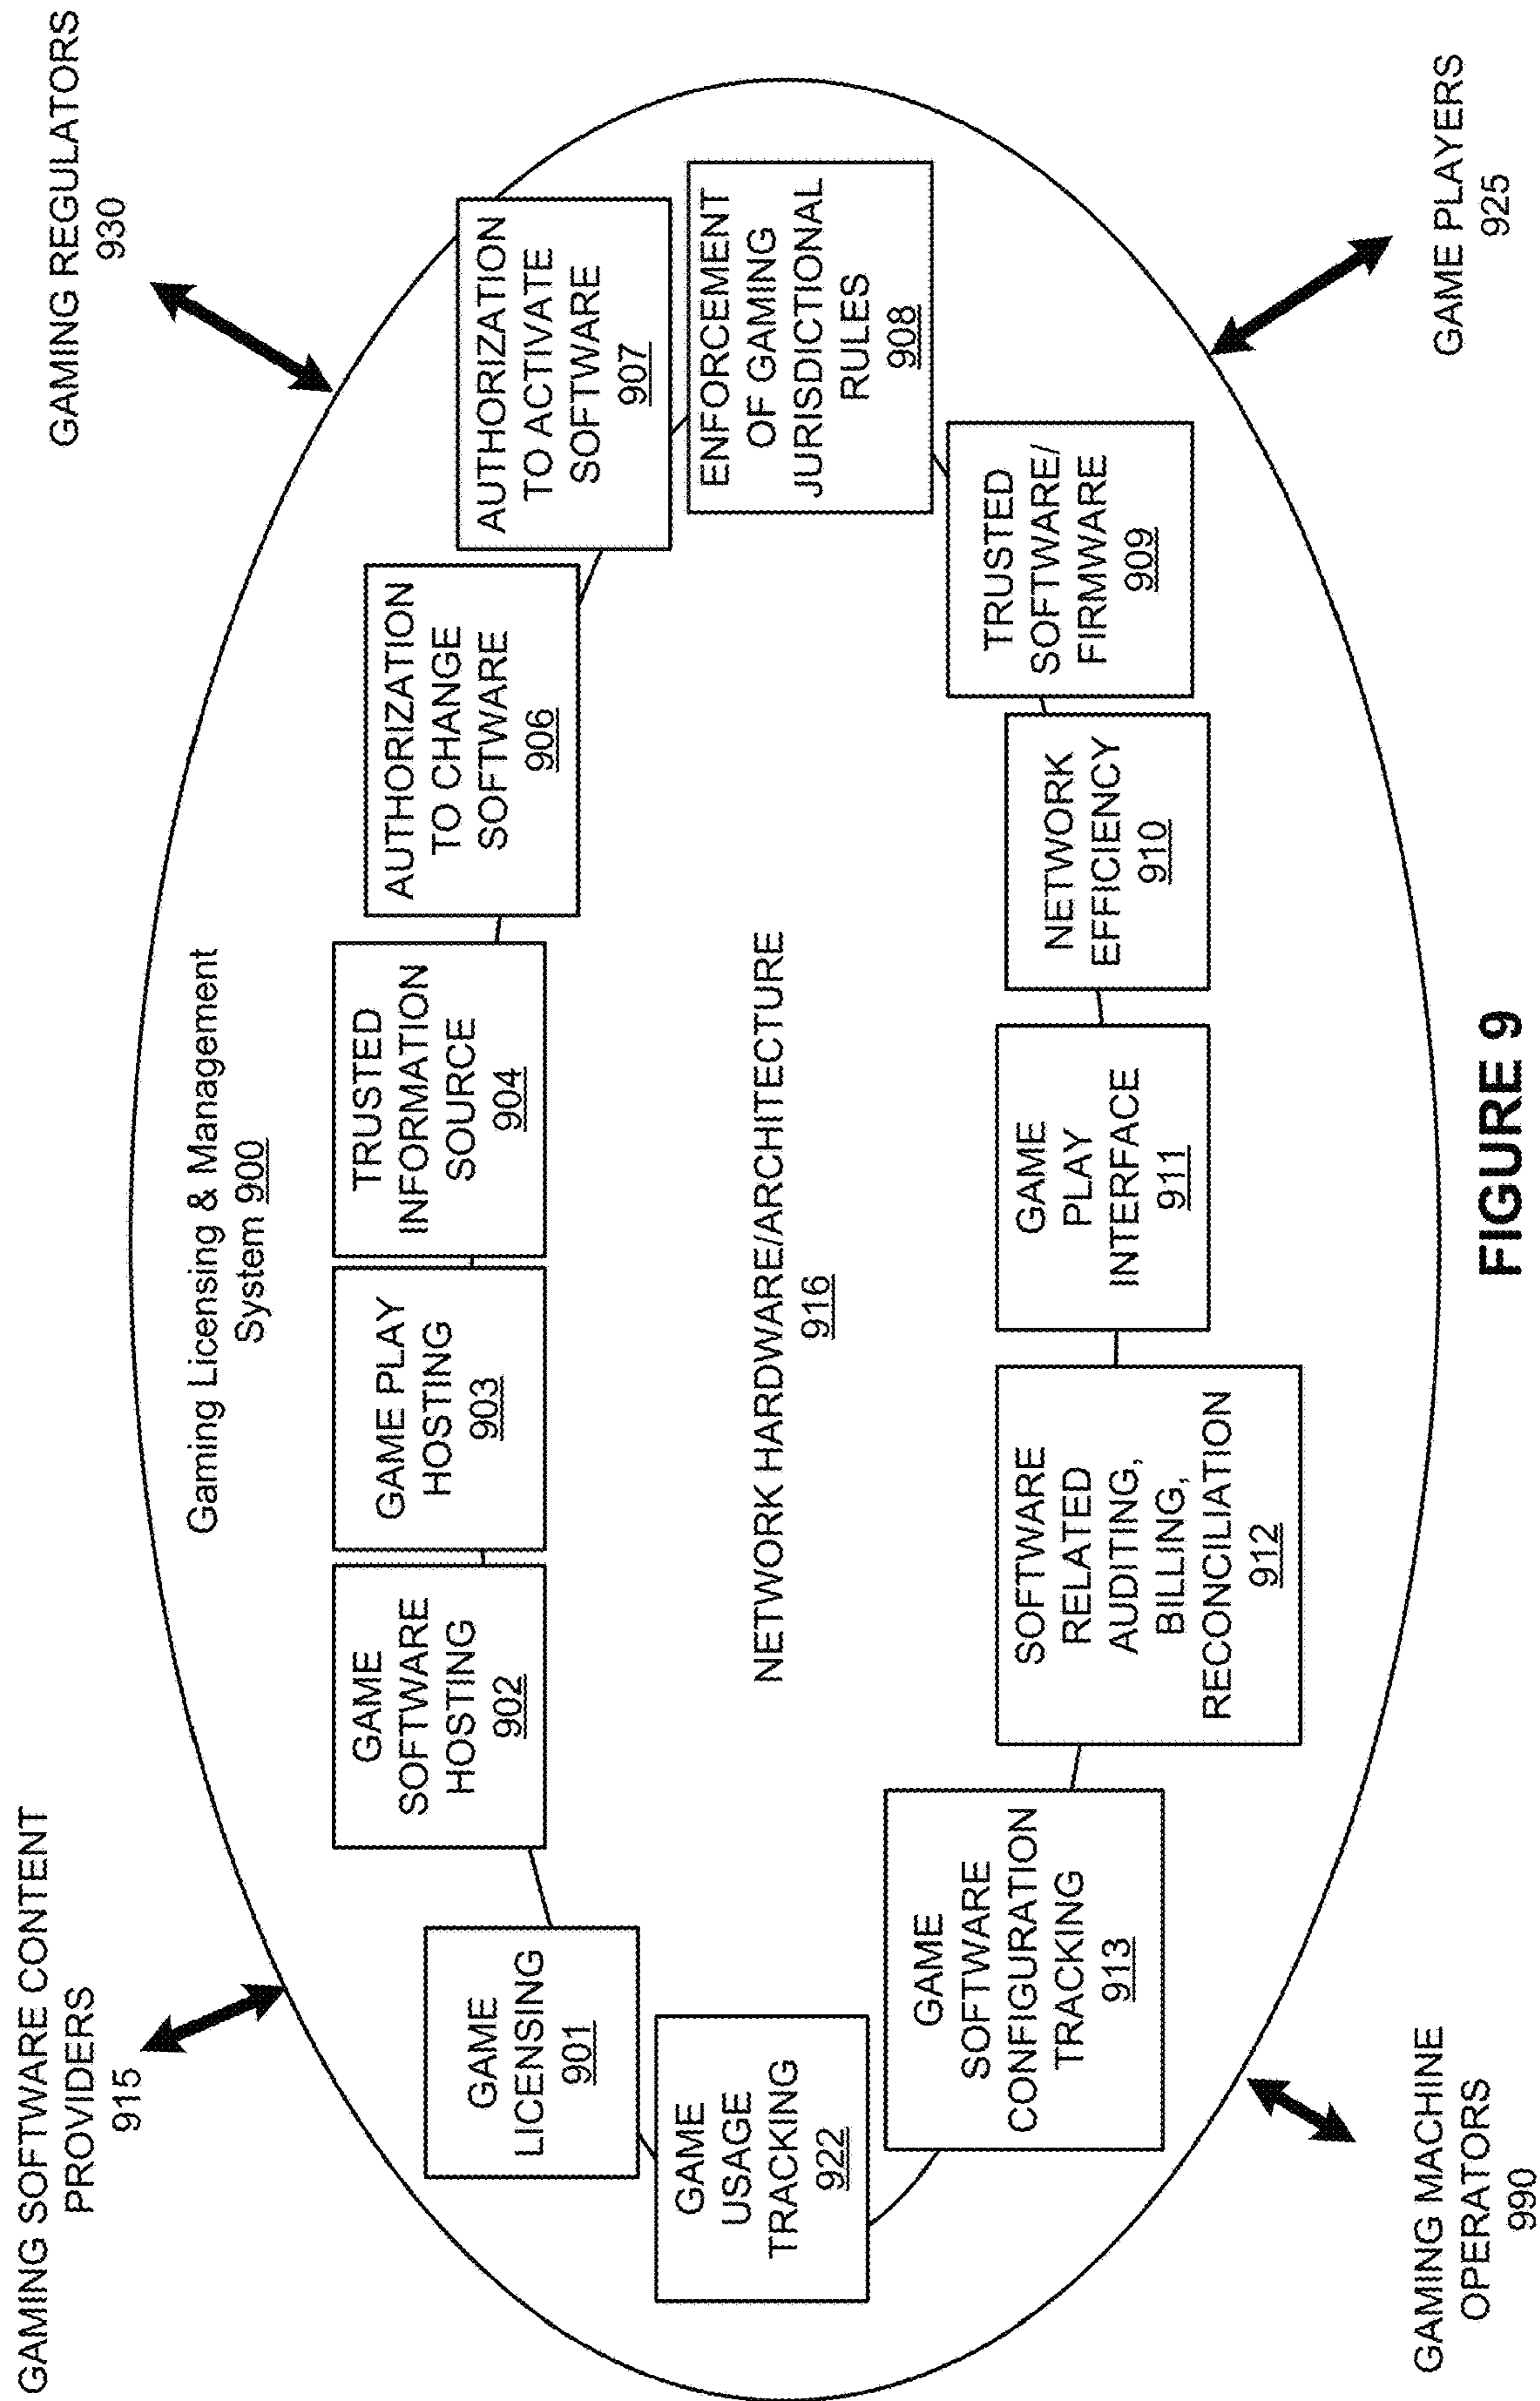 GAMING SOFTWARE CONTENT
PROVIDERS
915
GAMING REGULATORS
930
Gaming Licensing & Management
System 900
GAME
LICENSING
901
GAME
SOFTWARE
HOSTING
902
GAME PLAY
HOSTING
903
TRUSTED
INFORMATION
SOURCE
904
AUTHORIZATION
TO CHANGE
SOFTWARE
906
AUTHORIZATION
TO ACTIVATE
SOFTWARE
907
ENFORCEMENT
OF GAMING
JURISDICTIONAL
RULES
908
NETWORK HARDWARE/ARCHITECTURE
916
GAME
USAGE
TRACKING
922
GAME
SOFTWARE
CONFIGURATION
TRACKING
913
SOFTWARE
RELATED
AUDITING,
BILLING,
RECONCILIATION
912
GAME
PLAY
INTERFACE
911
NETWORK
EFFICIENCY
910
TRUSTED
SOFTWARE/
FIRMWARE
909
GAMING MACHINE
OPERATORS
990
GAME PLAYERS
925
FIGURE 9